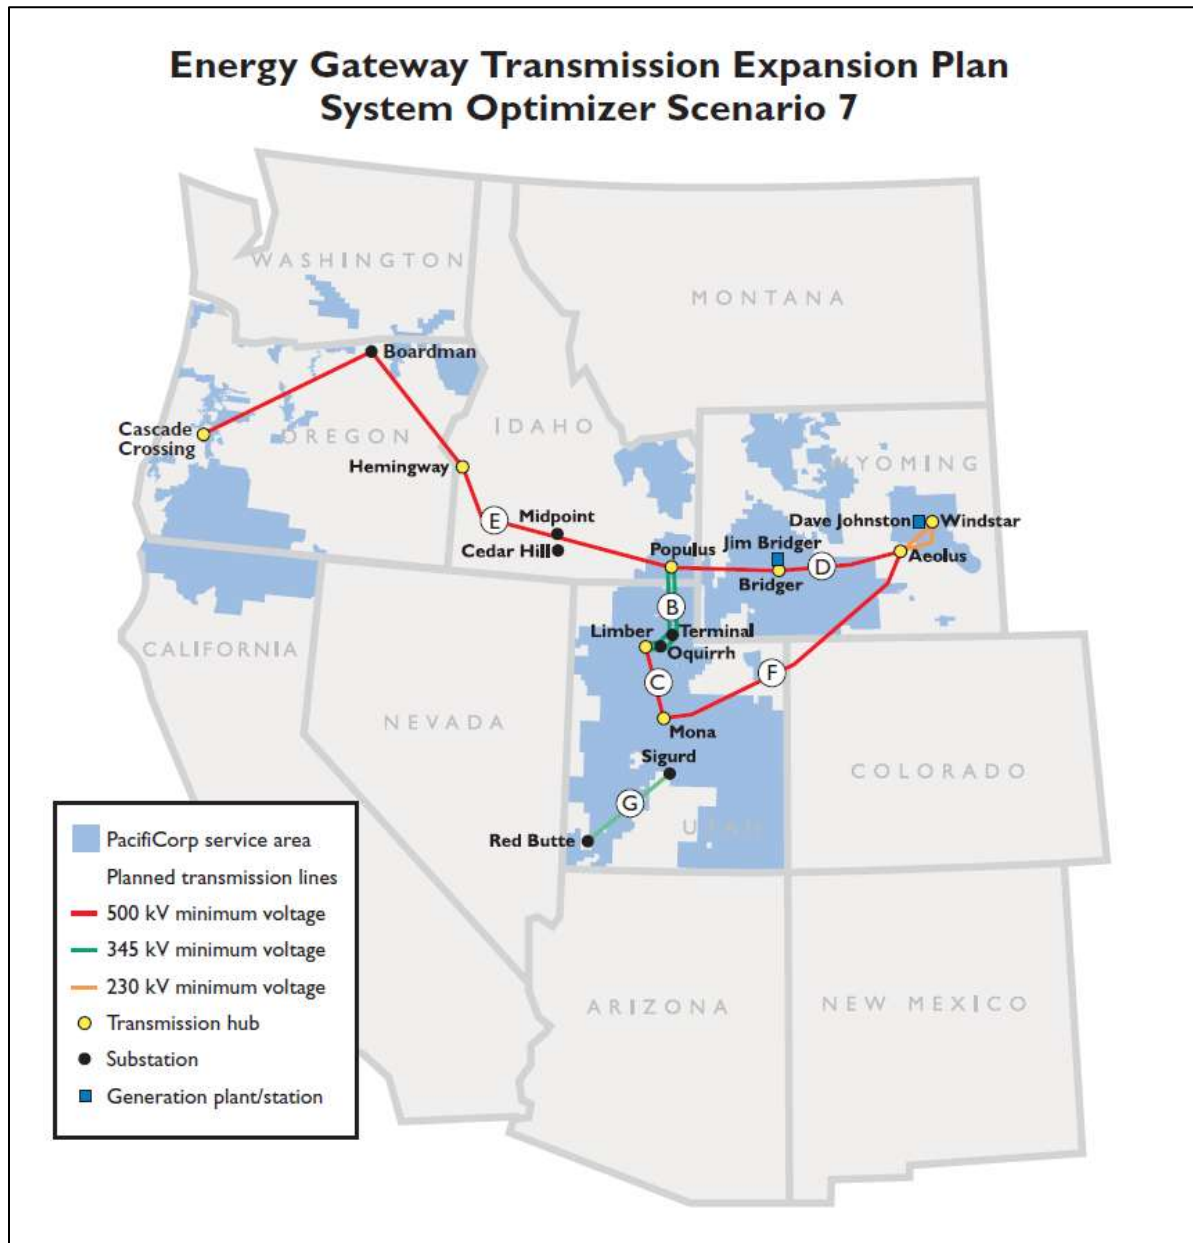 Energy Gateway Transmission Expansion Plan
System Optimizer Scenario 7
WASHINGTON
MONTANA
Boardman
Cascade
Crossing
OREGON
IDAHO
Hemingway
WYOMING
E
Midpoint
Cedar Hill
Dave Johnston
Windstar
Populus
Jim Bridger
D
Aeolus
Bridger
B
Limber
Terminal
Oquirrh
CALIFORNIA
C
F
NEVADA
Mona
Sigurd
COLORADO
G
UTAH
Red Butte
PacifiCorp service area
Planned transmission lines
500 kV minimum voltage
345 kV minimum voltage
230 kV minimum voltage
Transmission hub
Substation
Generation plant/station
ARIZONA
NEW MEXICO